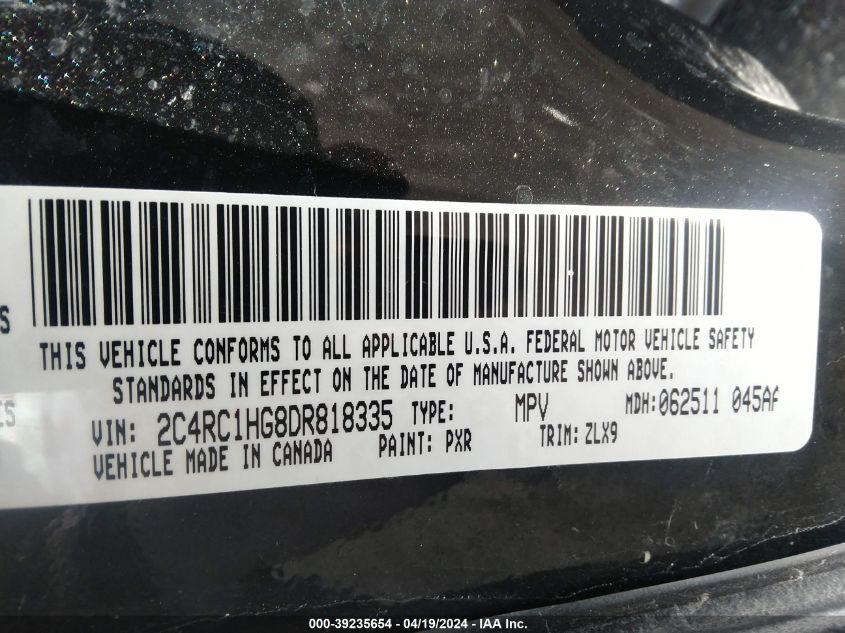 THIS VEHICLE CONFORMS TO ALL APPLICABLE U.S.A. FEDERAL MOTOR VEHICLE SAFETY
STANDARDS IN EFFECT ON THE DATE OF MANUFACTURE SHOWN ABOVE.
VIN: 2C4RC1HG8DR818335 TYPE: MPV MDH: 062511 045AF
VEHICLE MADE IN CANADA PAINT: PXR TRIM: ZLX9
000-39235654 - 04/19/2024 - IAA Inc.